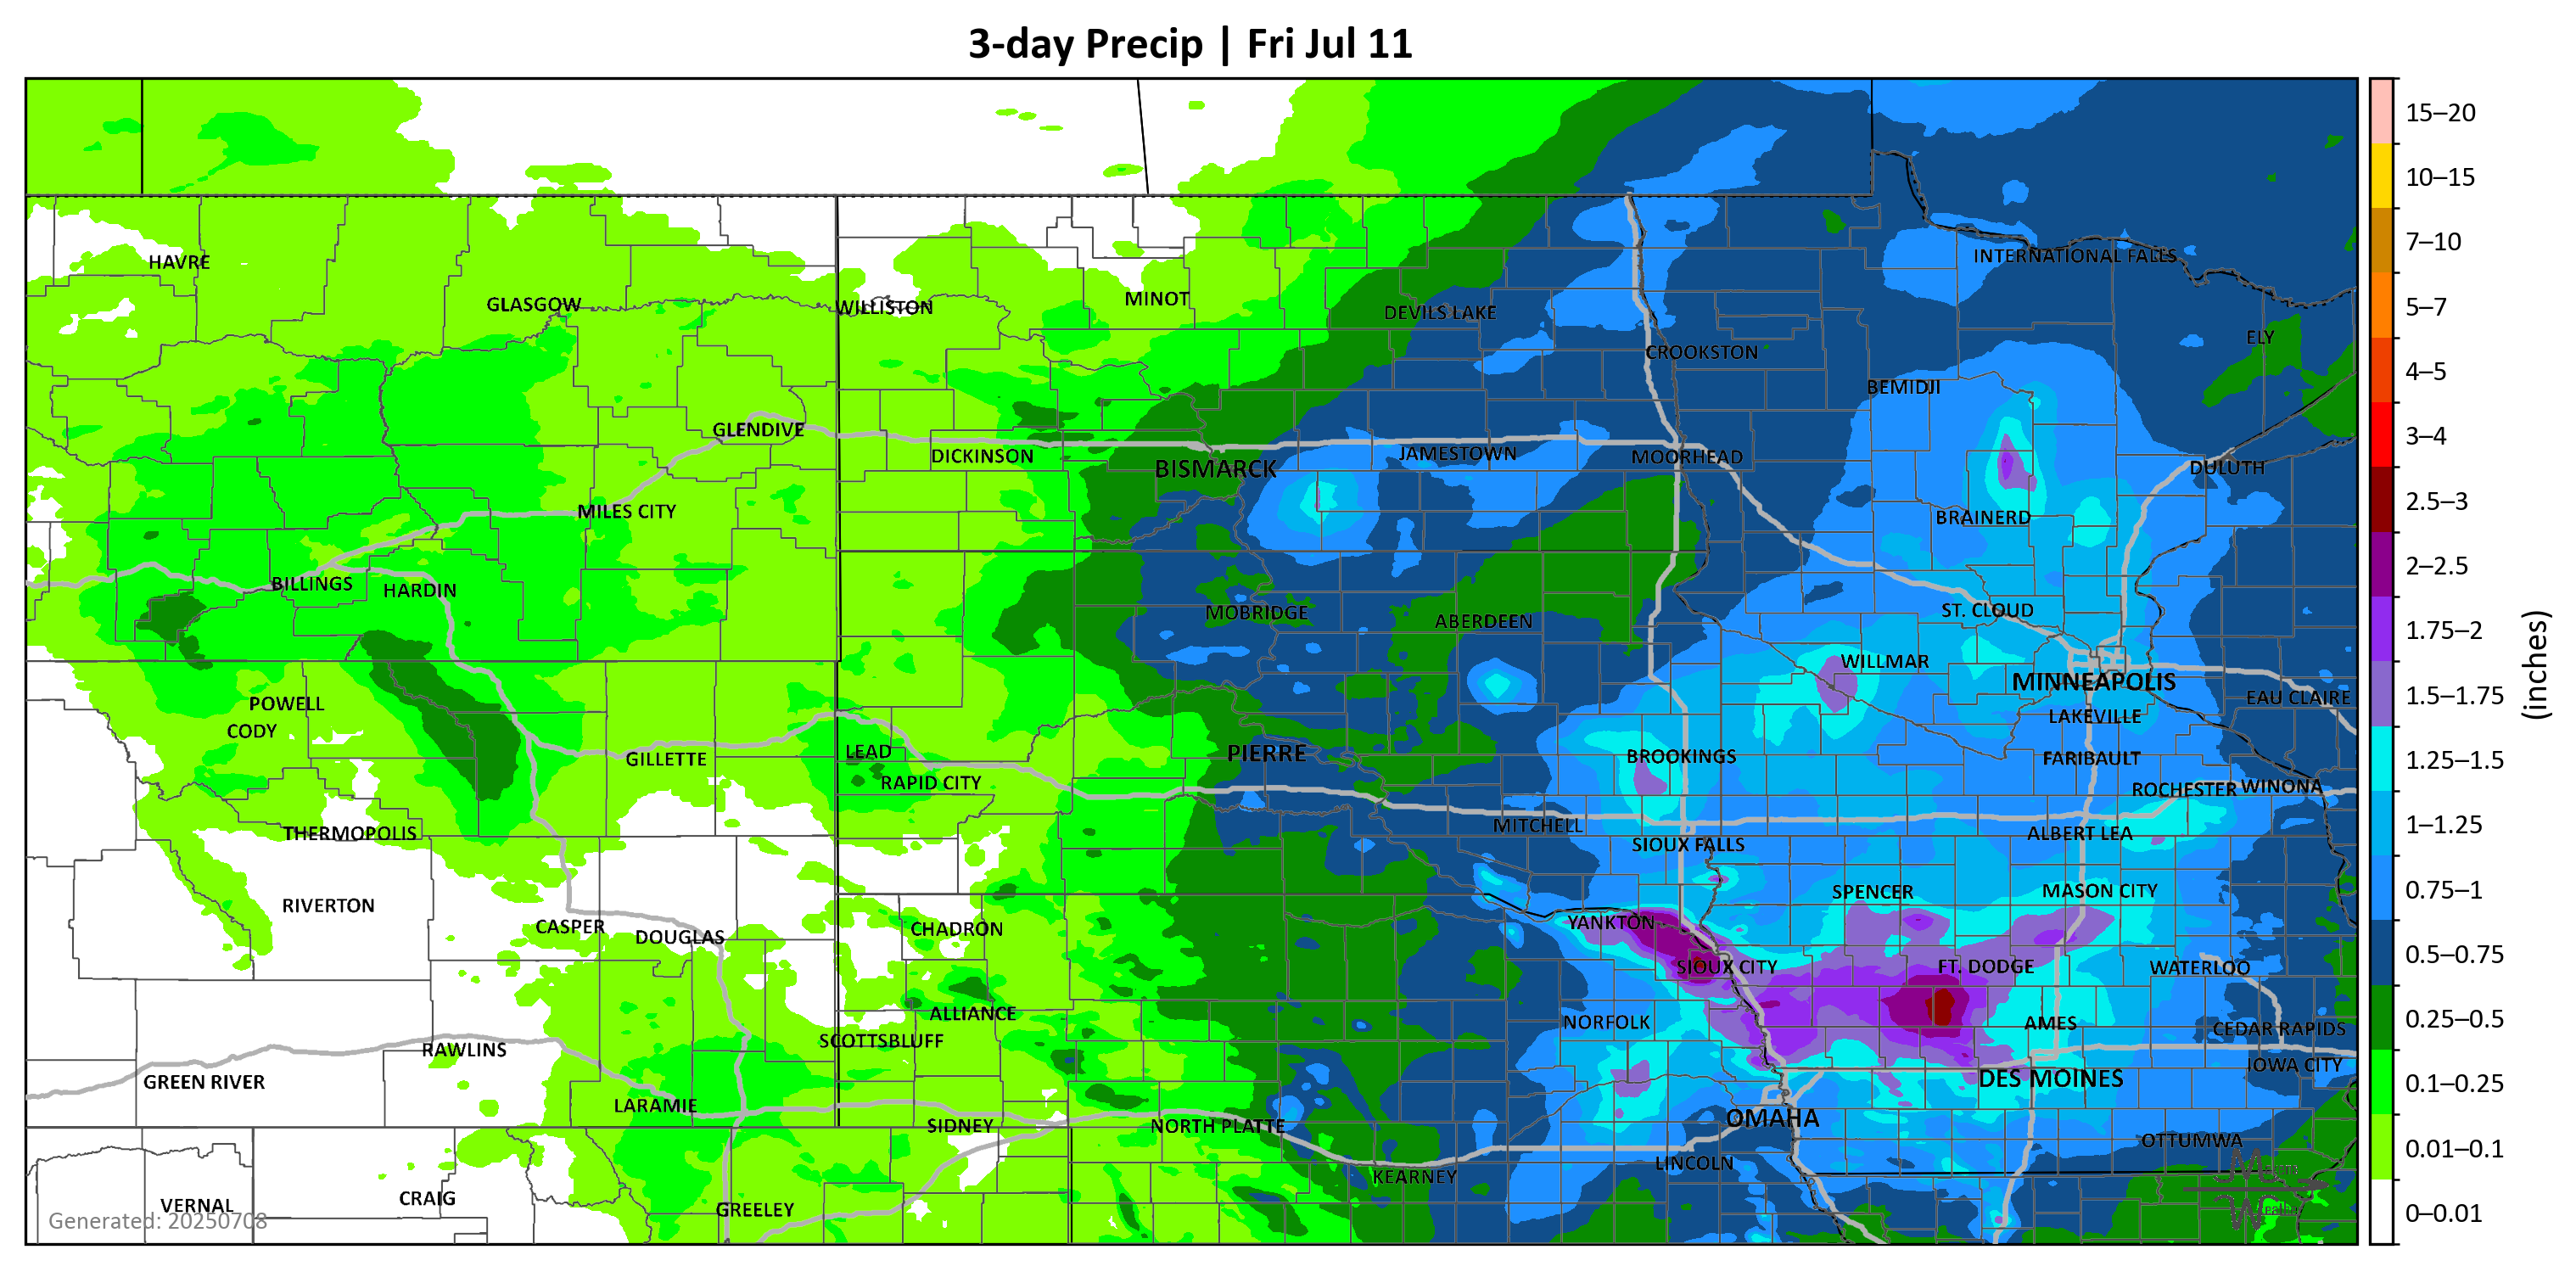 3-day Precip | Fri Jul 11
15–20
10–15
7–10
5–7
4–5
3–4
2.5–3
2–2.5
1.75–2
1.5–1.75
1.25–1.5
1–1.25
0.75–1
0.5–0.75
0.25–0.5
0.1–0.25
0.01–0.1
0–0.01
(inches)
INTERNATIONAL FALLS
HAVRE
MINOT
GLASGOW
WILLISTON
DEVILS LAKE
ELY
CROOKSTON
BEMIDJI
GLENDIVE
DICKINSON
JAMESTOWN
MOORHEAD
BISMARCK
DULUTH
MILES CITY
BRAINERD
BILLINGS
HARDIN
MOBRIDGE
ABERDEEN
ST. CLOUD
WILLMAR
MINNEAPOLIS
EAU CLAIRE
POWELL
LAKEVILLE
CODY
LEAD
PIERRE
BROOKINGS
GILLETTE
FARIBAULT
RAPID CITY
ROCHESTER
WINONA
MITCHELL
THERMOPOLIS
ALBERT LEA
SIOUX FALLS
SPENCER
MASON CITY
RIVERTON
YANKTON
CASPER
CHADRON
DOUGLAS
SIOUX CITY
FT. DODGE
WATERLOO
ALLIANCE
NORFOLK
AMES
CEDAR RAPIDS
SCOTTSBLUFF
RAWLINS
IOWA CITY
GREEN RIVER
DES MOINES
LARAMIE
OMAHA
SIDNEY
NORTH PLATTE
OTTUMWA
LINCOLN
KEARNEY
CRAIG
VERNAL
GREELEY
Generated: 20250708